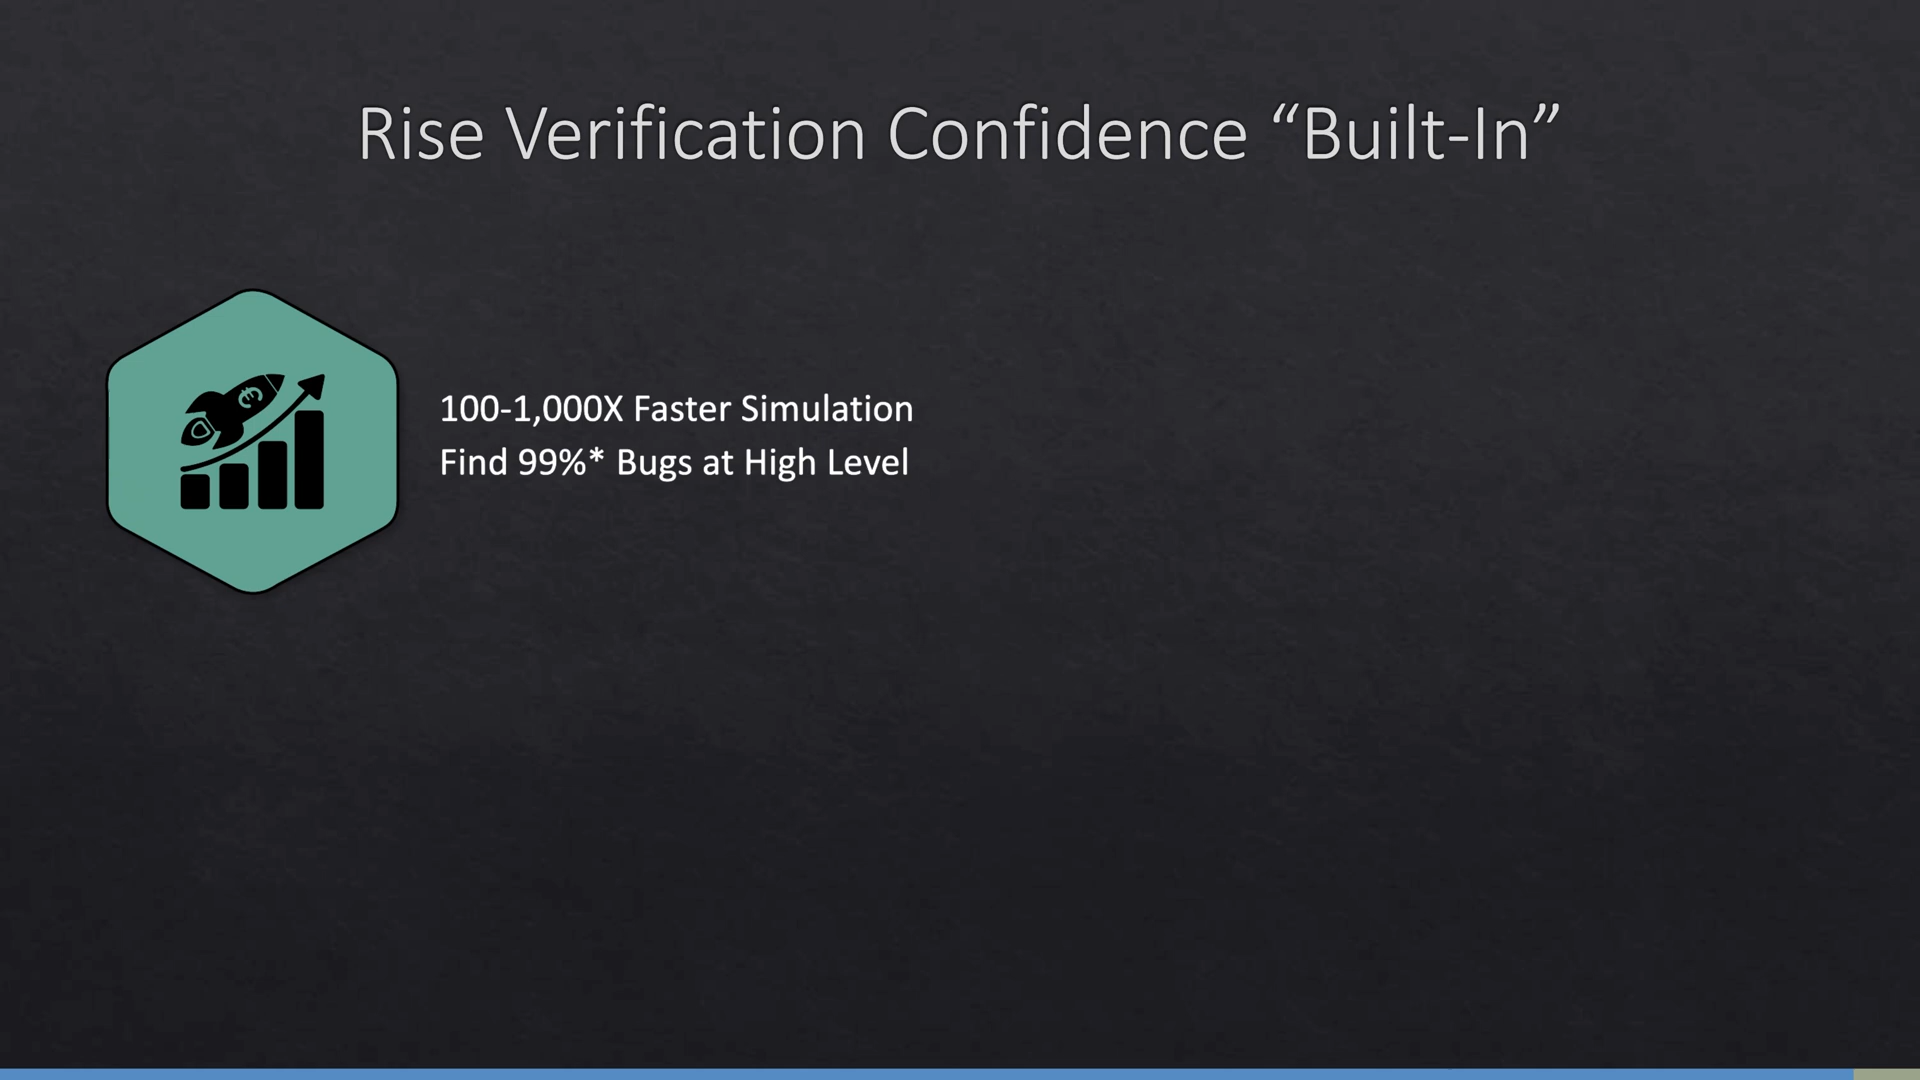 Rise Verification Confidence “Built-In”
100-1,000X Faster Simulation
Find 99%* Bugs at High Level